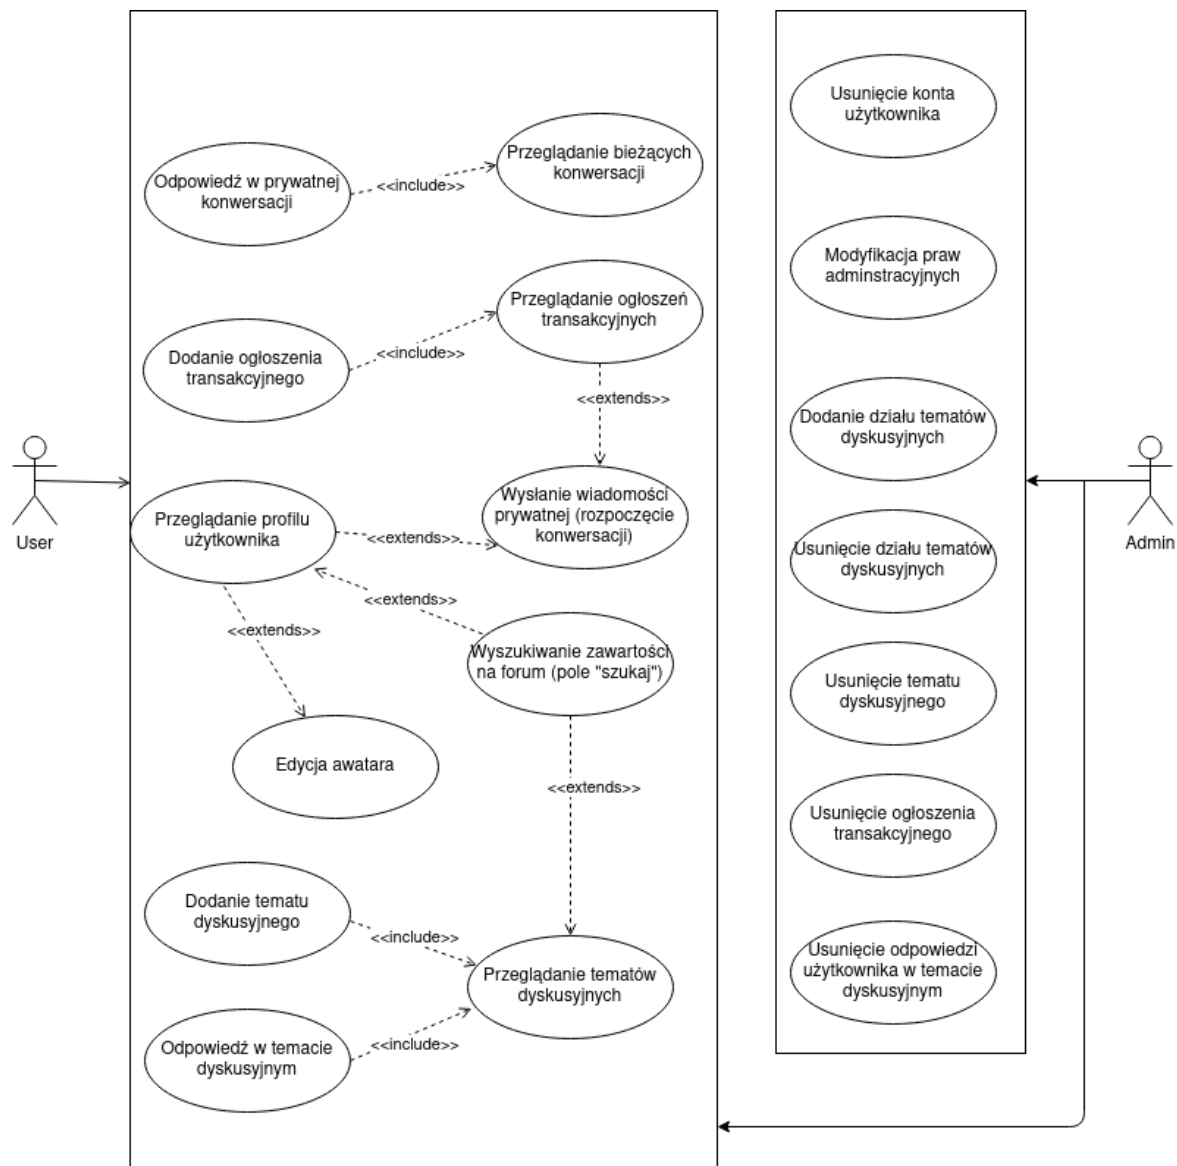 Odpowiedź w prywatnej
konwersacji
<<include>>
Przeglądanie bieżących
konwersacji
Dodanie ogłoszenia
transakcyjnego
<<include>>
Przeglądanie ogłoszeń
transakcyjnych
<<extends>>
User
Przeglądanie profilu
użytkownika
<<extends>>
Wysłanie wiadomości
prywatnej (rozpoczęcie
konwersacji)
<<extends>>
<<extends>>
Wyszukiwanie zawartości
na forum (pole "szukaj")
Edycja awatara
<<extends>>
Dodanie tematu
dyskusyjnego
<<include>>
Przeglądanie tematów
dyskusyjnych
Odpowiedź w temacie
dyskusyjnym
<<include>>
Usunięcie konta
użytkownika
Modyfikacja praw
adminstracyjnych
Dodanie działu tematów
dyskusyjnych
Usunięcie działu tematów
dyskusyjnych
Usunięcie tematu
dyskusyjnego
Usunięcie ogłoszenia
transakcyjnego
Usunięcie odpowiedzi
użytkownika w temacie
dyskusyjnym
Admin